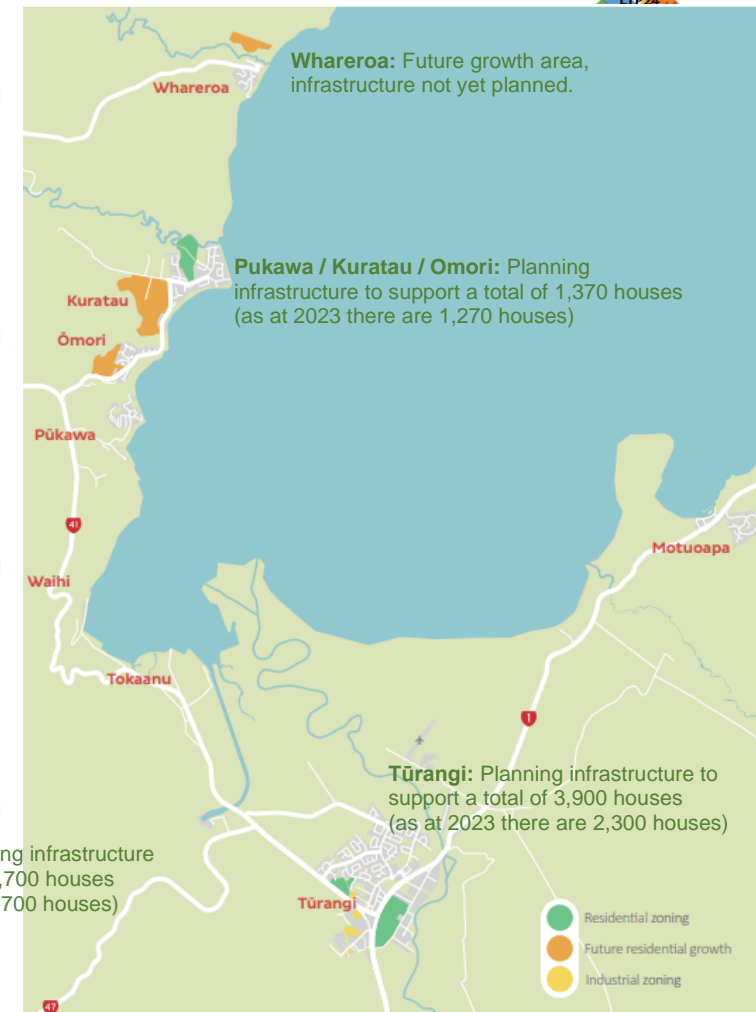 LTP24
Whareroa: Future growth area,
infrastructure not yet planned.
Whareroa
Pukawa / Kuratau / Omori: Planning
infrastructure to support a total of 1,370 houses
(as at 2023 there are 1,270 houses)
Kuratau
Ōmori
Pūkawa
41
Motuoapa
Waihi
Tokaanu
1
Tūrangi: Planning infrastructure to
support a total of 3,900 houses
(as at 2023 there are 2,300 houses)
ng infrastructure
,700 houses
700 houses)
Tūrangi
Residential zoning
Future residential growth
Industrial zoning
47